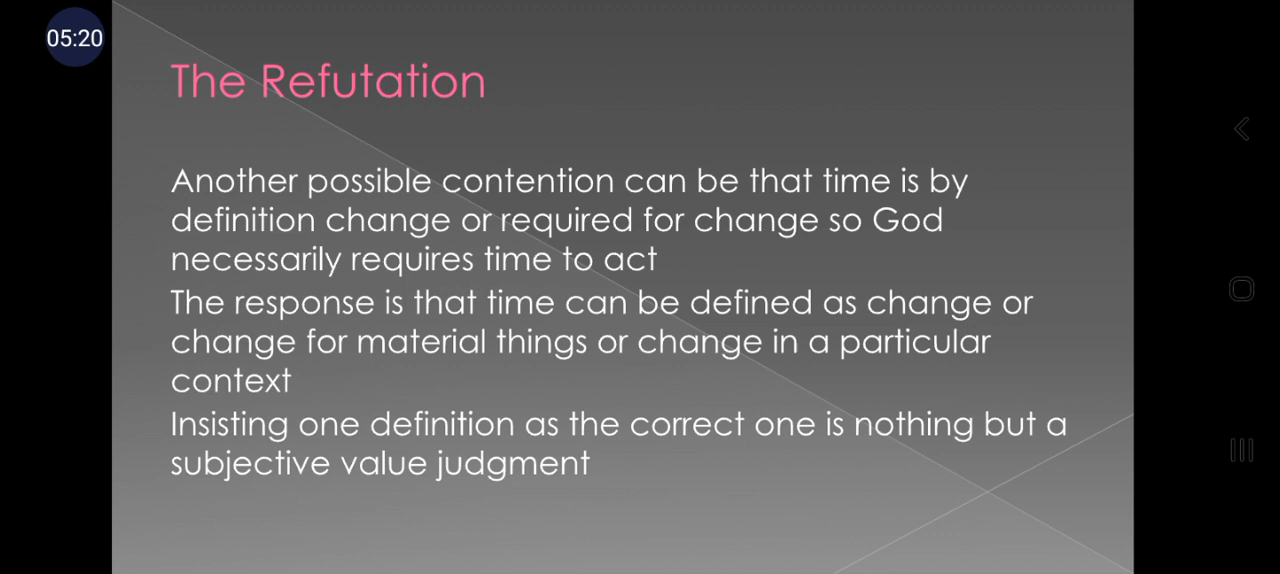 05:20
The Refutation
Another possible contention can be that time is by
definition change or required for change so God
necessarily requires time to act
The response is that time can be defined as change or
change for material things or change in a particular
context
Insisting one definition as the correct one is nothing but a
subjective value judgment